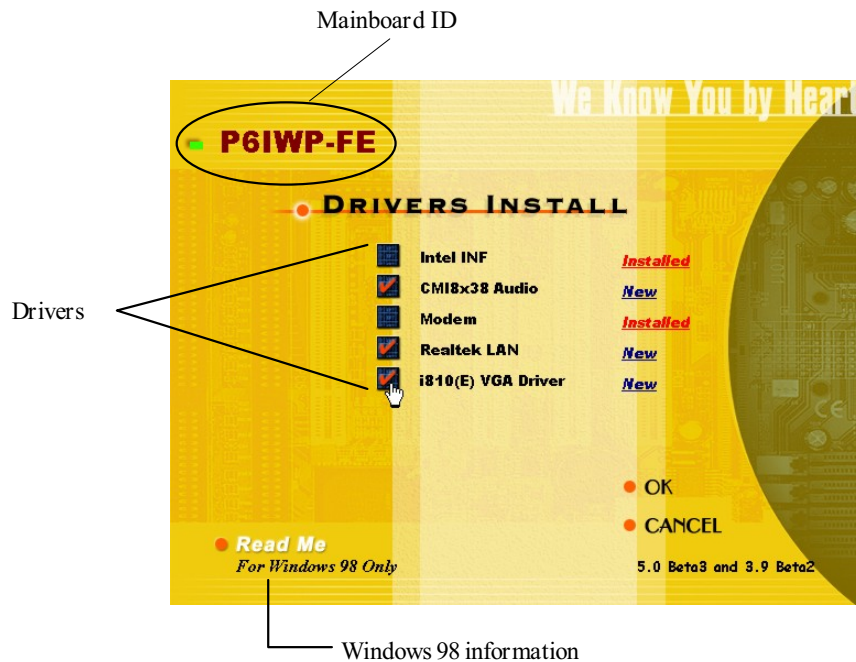 Mainboard ID
We Know You by Heart
P6IWP-FE
DRIVERS INSTALL
Intel INF Installed
CMI8x38 Audio New
Modem Installed
Realtek LAN New
i810(E) VGA Driver New
Drivers
OK
CANCEL
Read Me
For Windows 98 Only
5.0 Beta3 and 3.9 Beta2
Windows 98 information